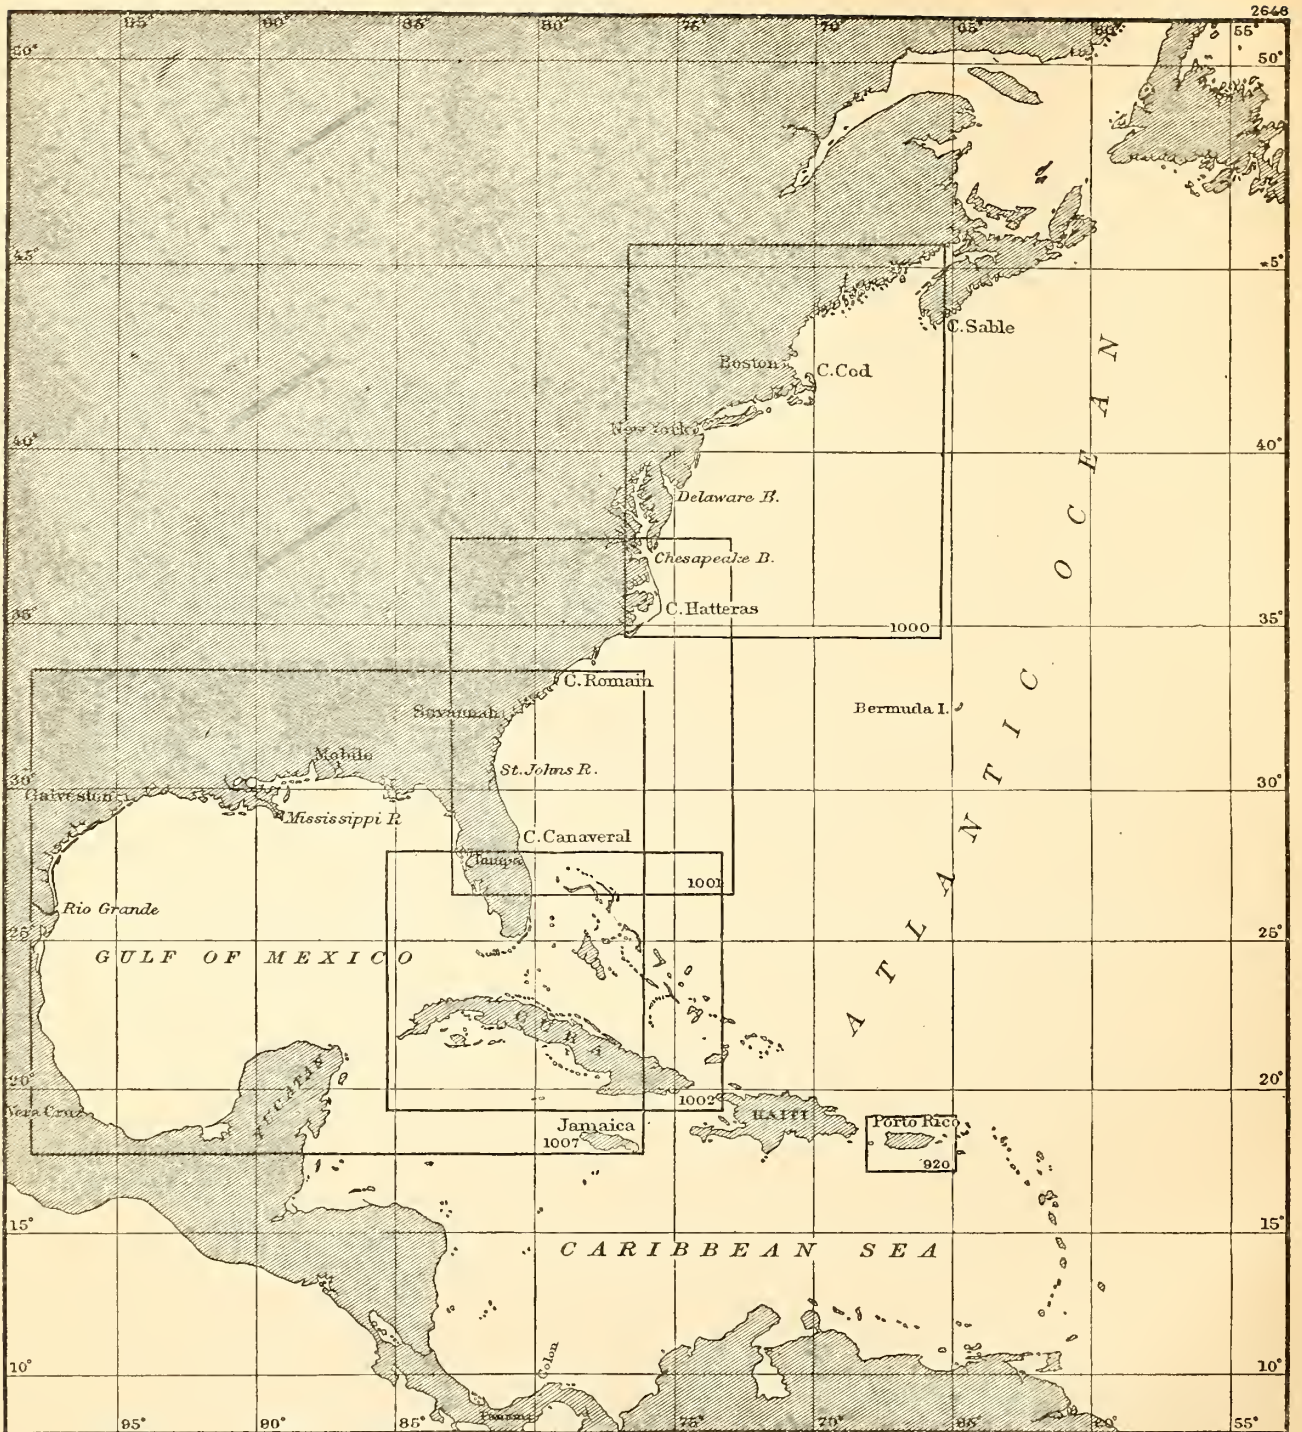 2648
95° 90° 85° 80° 75° 70° 65° 60° 55°
50° 50°
45° 45°
C. Sable
Boston
C. Cod
New York
40° 40°
Delaware B.
Chesapeake B.
C. Hatteras
35° 1000 35°
C. Romain
Savannah
Bermuda I.
Mobile
St. Johns R.
30° 30°
Galveston
Mississippi R
C. Canaveral
Tampa
1001
Rio Grande
25° 25°
GULF OF MEXICO
ATLANTIC OCEAN
CUBA
YUCATAN
20° 20°
1002
Vera Cruz
HAITI
Jamaica
1007
Porto Rico
920
15° 15°
CARIBBEAN SEA
Colon
10° 10°
Panama
95° 90° 85° 75° 70° 65° 60° 55°